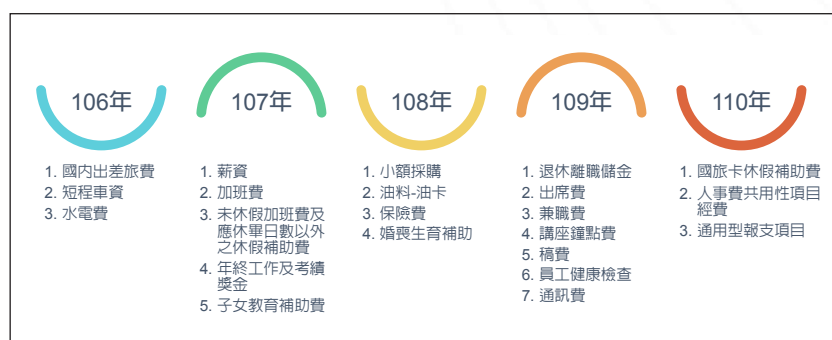 106年
1. 國內出差旅費
2. 短程車資
3. 水電費
107年
1. 薪資
2. 加班費
3. 未休假加班費及
應休畢日數以外
之休假補助費
4. 年終工作及考績
獎金
5. 子女教育補助費
108年
1. 小額採購
2. 油料-油卡
3. 保險費
4. 婚喪生育補助
109年
1. 退休離職儲金
2. 出席費
3. 兼職費
4. 講座鐘點費
5. 稿費
6. 員工健康檢查
7. 通訊費
110年
1. 國旅卡休假補助費
2. 人事費共用性項目
經費
3. 通用型報支項目